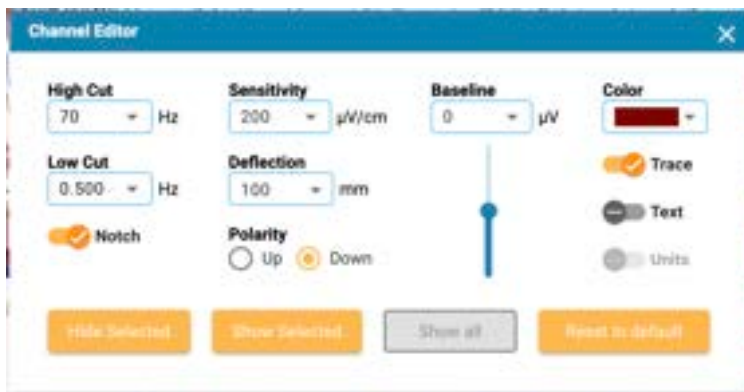 Channel Editor
High Cut
70 Hz
Low Cut
0.500 Hz
Notch
Sensitivity
200 µV/cm
Deflection
100 mm
Polarity
Up Down
Baseline
0 µV
Color
Trace
Text
Units
Hide Selected Show Selected Show all Reset to default